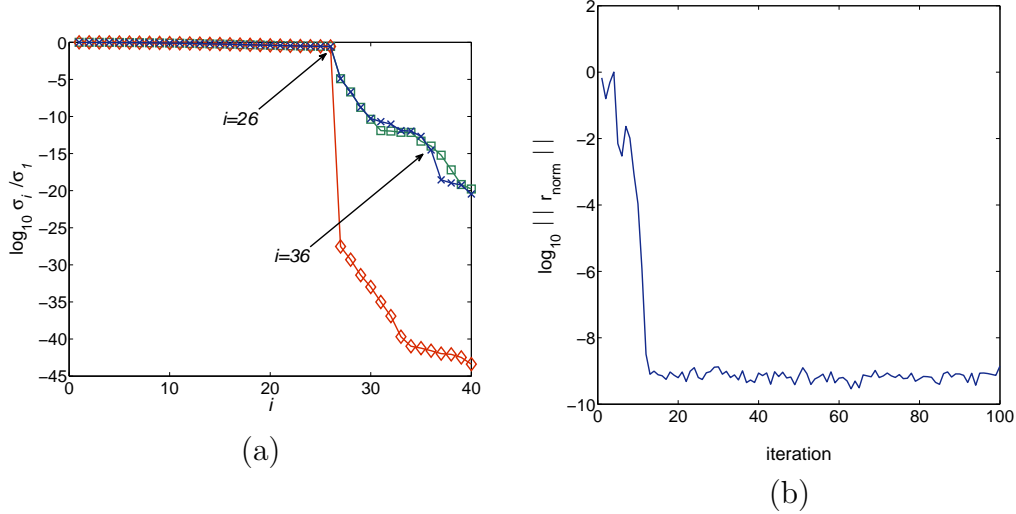 0
−5
−10
−15
−20
−25
−30
−35
−40
−45
log₁₀ σᵢ /σ₁
i=26
i=36
0 10 20 30 40
i
(a)
2
0
−2
−4
−6
−8
−10
log₁₀ || r_norm ||
0 20 40 60 80 100
iteration
(b)